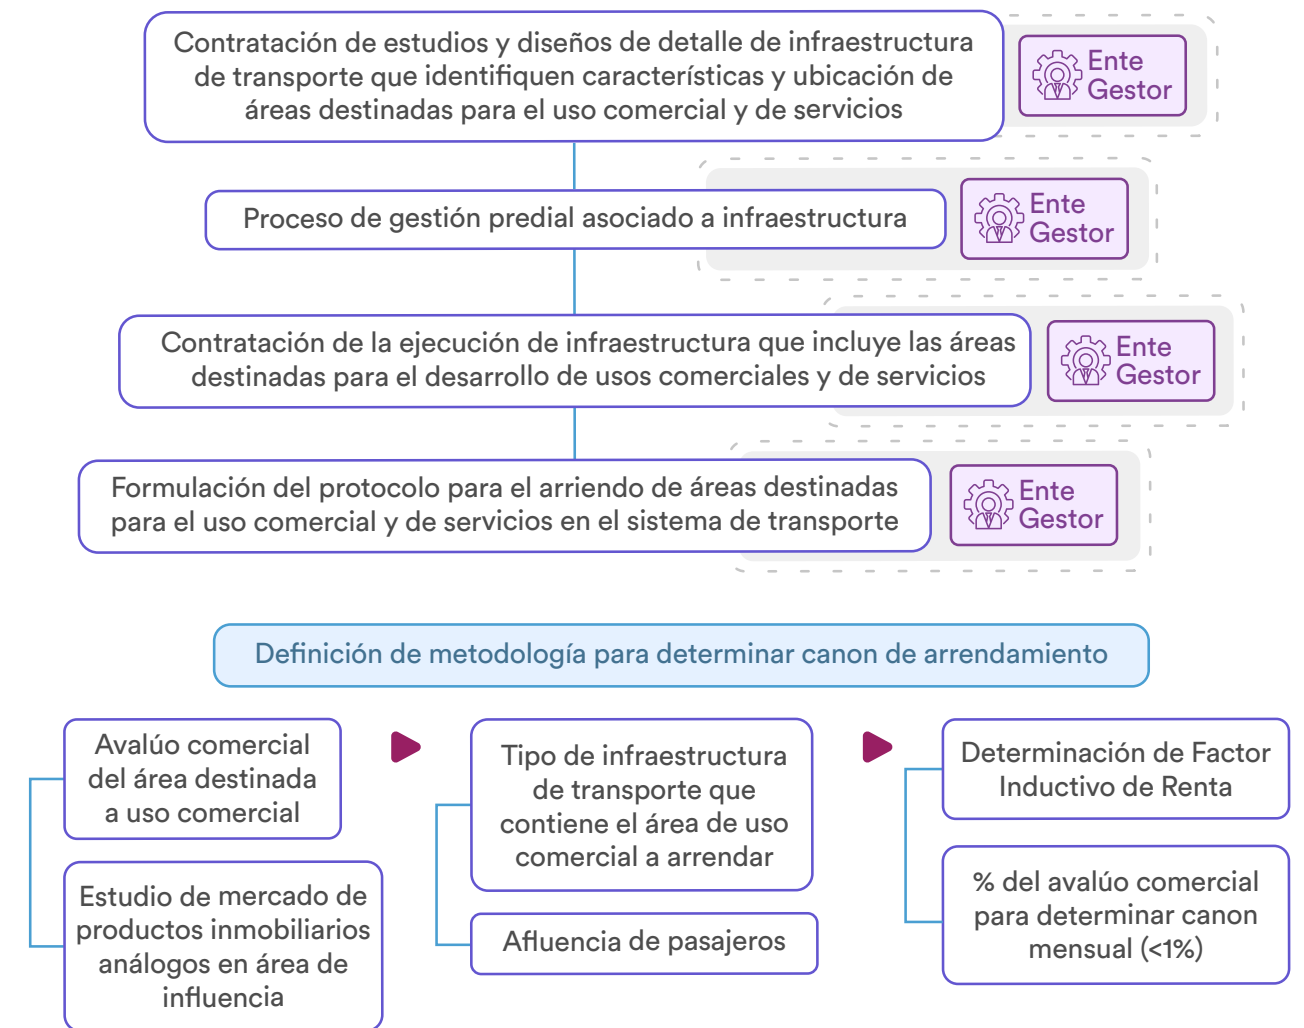 Contratación de estudios y diseños de detalle de infraestructura
de transporte que identifiquen características y ubicación de
áreas destinadas para el uso comercial y de servicios
Ente
Gestor
Proceso de gestión predial asociado a infraestructura
Ente
Gestor
Contratación de la ejecución de infraestructura que incluye las áreas
destinadas para el desarrollo de usos comerciales y de servicios
Ente
Gestor
Formulación del protocolo para el arriendo de áreas destinadas
para el uso comercial y de servicios en el sistema de transporte
Ente
Gestor
Definición de metodología para determinar canon de arrendamiento
Avalúo comercial
del área destinada
a uso comercial
Estudio de mercado de
productos inmobiliarios
análogos en área de
influencia
Tipo de infraestructura
de transporte que
contiene el área de uso
comercial a arrendar
Afluencia de pasajeros
Determinación de Factor
Inductivo de Renta
% del avalúo comercial
para determinar canon
mensual (<1%)